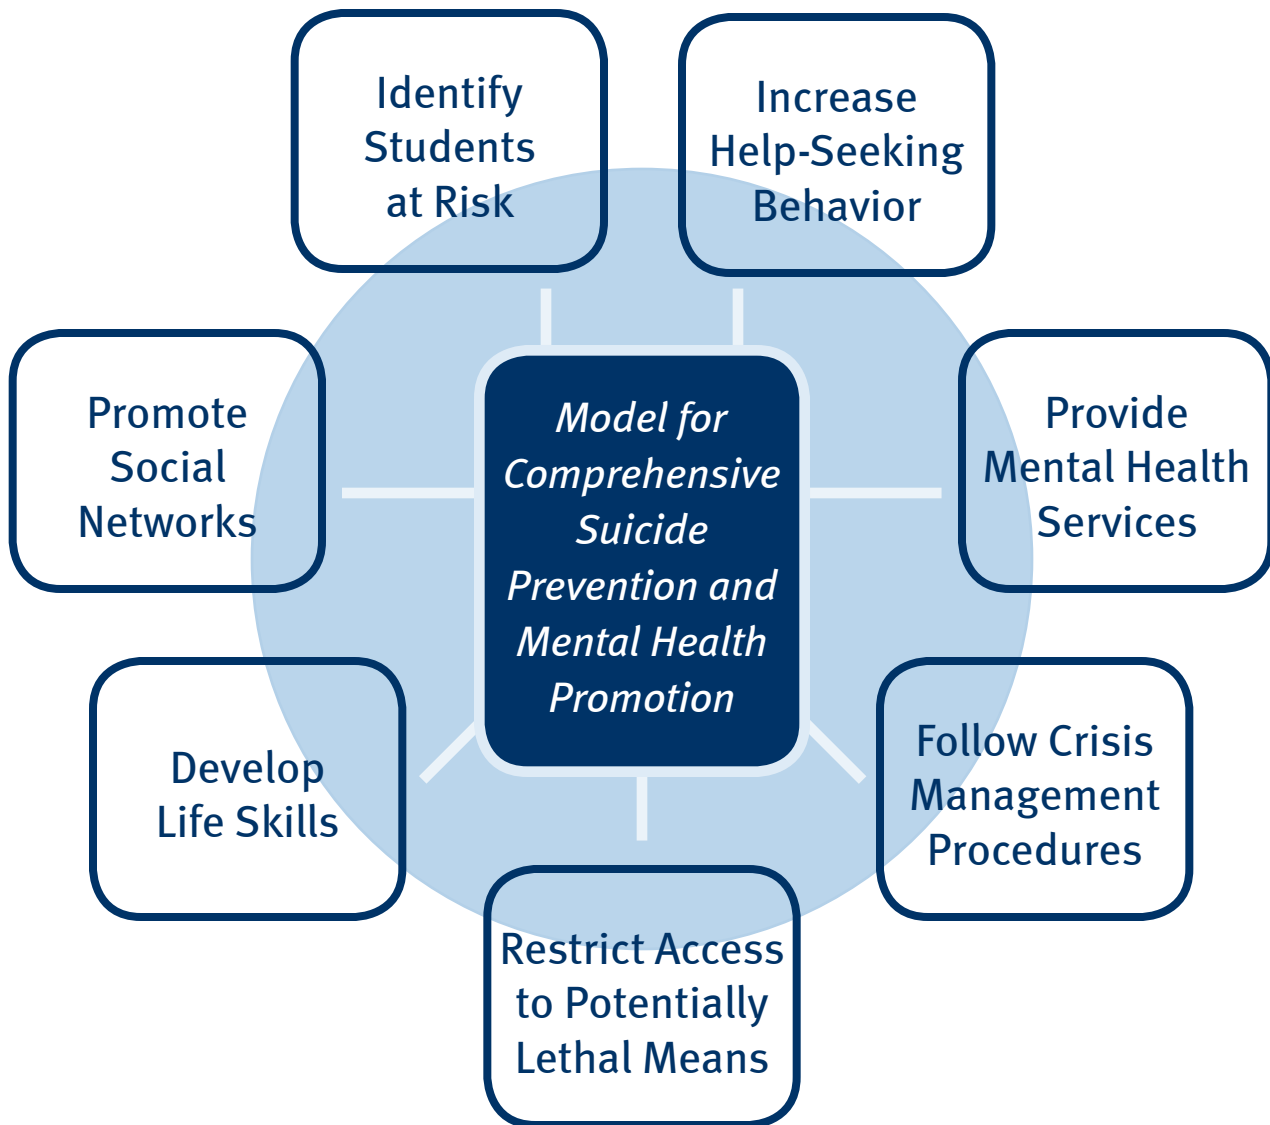 Identify
Students
at Risk
Increase
Help-Seeking
Behavior
Promote
Social
Networks
Model for
Comprehensive
Suicide
Prevention and
Mental Health
Promotion
Provide
Mental Health
Services
Develop
Life Skills
Follow Crisis
Management
Procedures
Restrict Access
to Potentially
Lethal Means